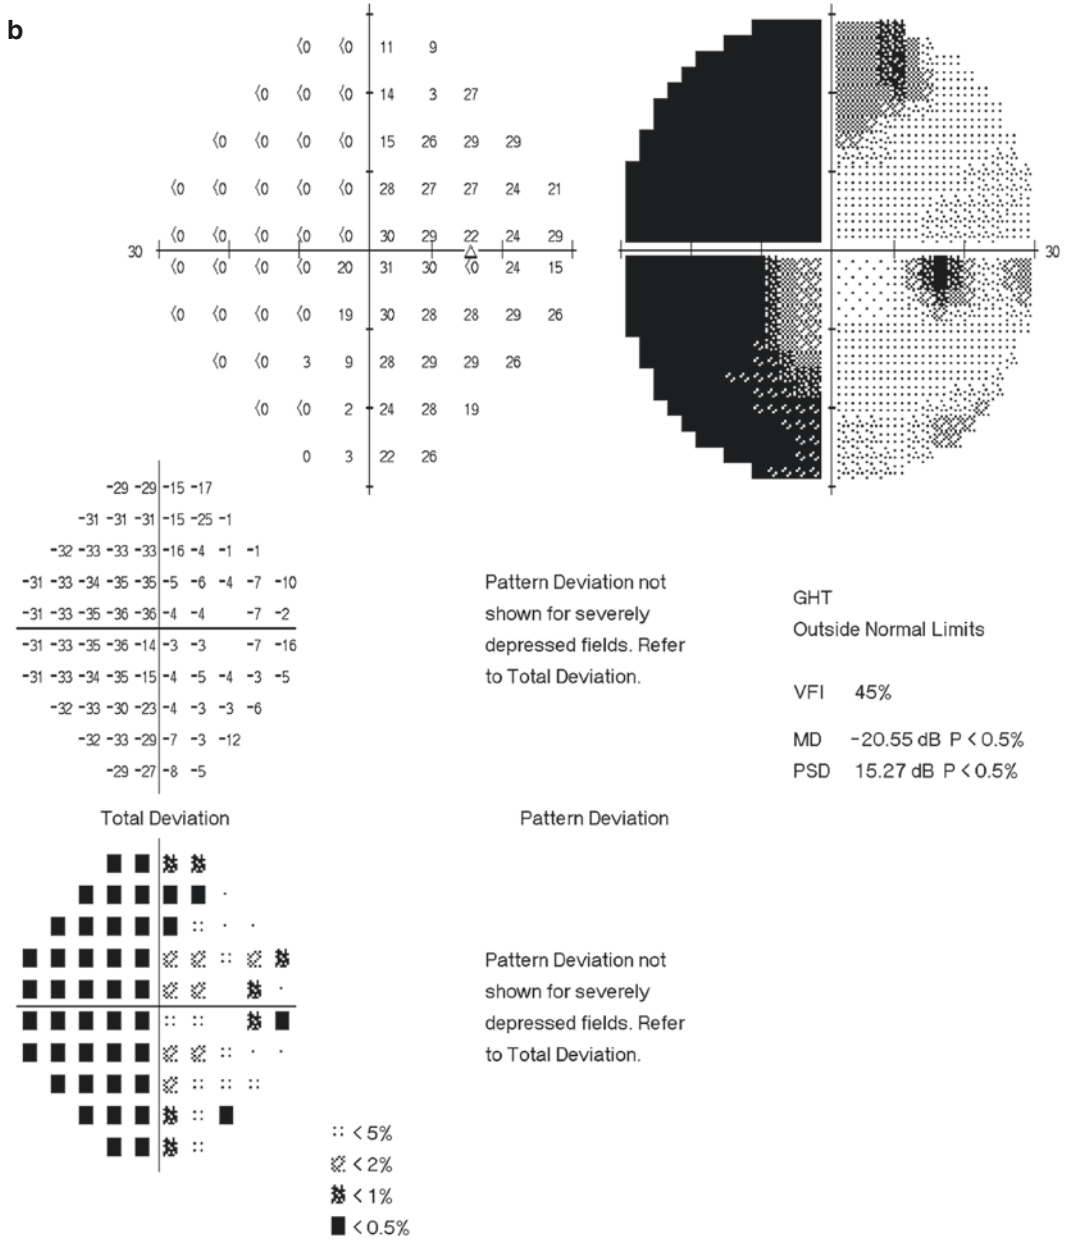 b
<0 <0 11 9
<0 <0 <0 14 3 27
<0 <0 <0 <0 15 26 29 29
<0 <0 <0 <0 <0 28 27 27 24 21
<0 <0 <0 <0 <0 30 29 22 24 29
30 30
<0 <0 <0 <0 20 31 30 <0 24 15
<0 <0 <0 <0 19 30 28 28 29 26
<0 <0 3 9 28 29 29 26
<0 <0 2 24 28 19
0 3 22 26
-29 -29 -15 -17
-31 -31 -31 -15 -25 -1
-32 -33 -33 -33 -16 -4 -1 -1
-31 -33 -34 -35 -35 -5 -6 -4 -7 -10
-31 -33 -35 -36 -36 -4 -4 -7 -2
-31 -33 -35 -36 -14 -3 -3 -7 -16
-31 -33 -34 -35 -15 -4 -5 -4 -3 -5
-32 -33 -30 -23 -4 -3 -3 -6
-32 -33 -29 -7 -3 -12
-29 -27 -8 -5
Total Deviation
Pattern Deviation not
shown for severely
depressed fields. Refer
to Total Deviation.
Pattern Deviation
GHT
Outside Normal Limits
VFI 45%
MD -20.55 dB P < 0.5%
PSD 15.27 dB P < 0.5%
Pattern Deviation not
shown for severely
depressed fields. Refer
to Total Deviation.
:: < 5%
< 2%
< 1%
< 0.5%